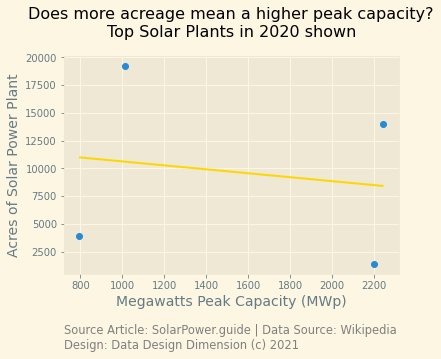 Does more acreage mean a higher peak capacity?
Top Solar Plants in 2020 shown
20000
17500
15000
12500
10000
7500
5000
2500
Acres of Solar Power Plant
800 1000 1200 1400 1600 1800 2000 2200
Megawatts Peak Capacity (MWp)
Source Article: SolarPower.guide | Data Source: Wikipedia
Design: Data Design Dimension (c) 2021